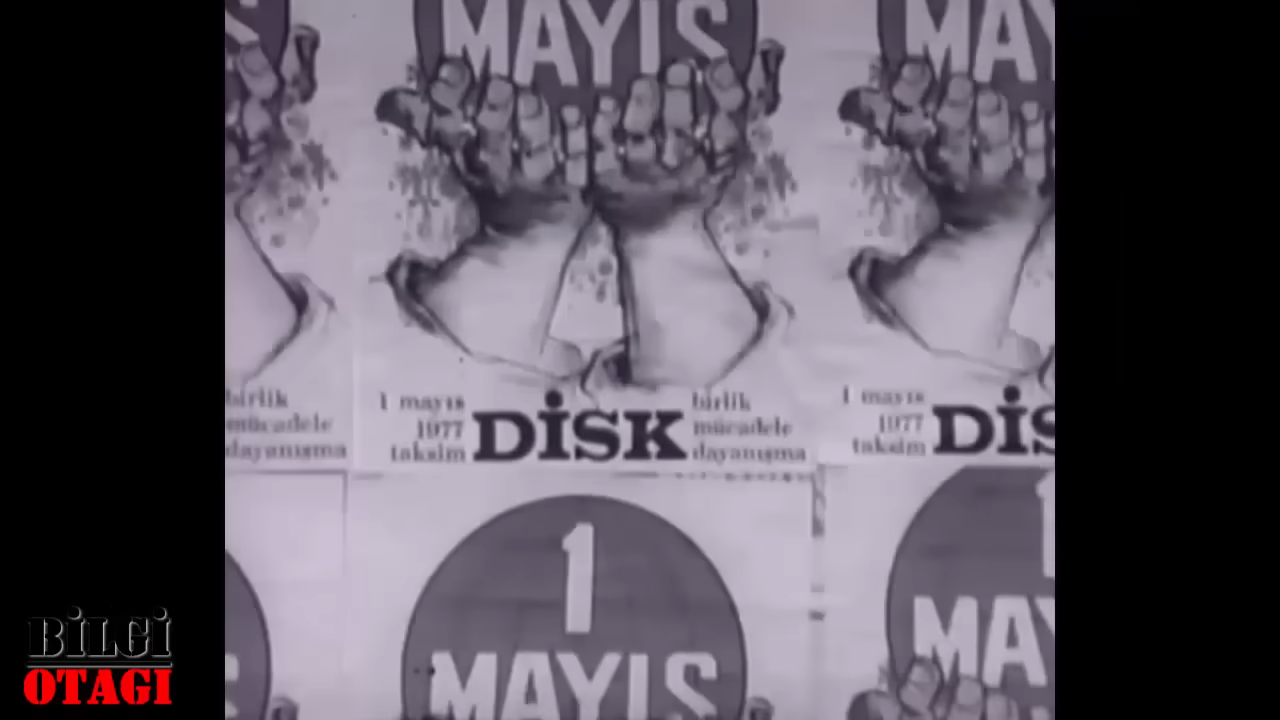 MAYIS
MAY
1 mayıs
1977
taksim
DİSK
birlik
mücadele
dayanışma
birlik
mücadele
dayanışma
1 mayıs
1977
taksim
DİS
1
MAYIS
1
MAY
BİLGİ
OTAGI